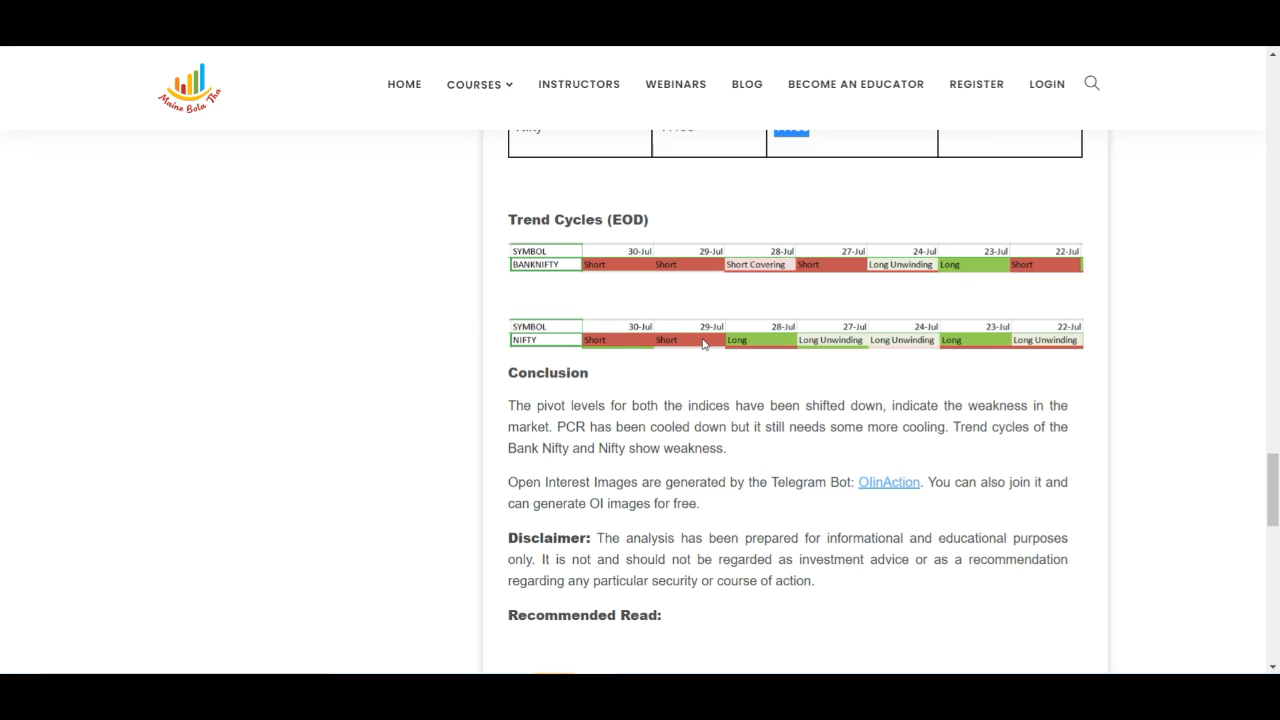 Maine Bola Tha
HOME COURSES INSTRUCTORS WEBINARS BLOG BECOME AN EDUCATOR REGISTER LOGIN
Trend Cycles (EOD)
SYMBOL 30-Jul 29-Jul 28-Jul 27-Jul 24-Jul 23-Jul 22-Jul
BANKNIFTY Short Short Short Covering Short Long Unwinding Long Short
SYMBOL 30-Jul 29-Jul 28-Jul 27-Jul 24-Jul 23-Jul 22-Jul
NIFTY Short Short Long Long Unwinding Long Unwinding Long Long Unwinding
Conclusion
The pivot levels for both the indices have been shifted down, indicate the weakness in the
market. PCR has been cooled down but it still needs some more cooling. Trend cycles of the
Bank Nifty and Nifty show weakness.
Open Interest Images are generated by the Telegram Bot: OIinAction. You can also join it and
can generate OI images for free.
Disclaimer: The analysis has been prepared for informational and educational purposes
only. It is not and should not be regarded as investment advice or as a recommendation
regarding any particular security or course of action.
Recommended Read: